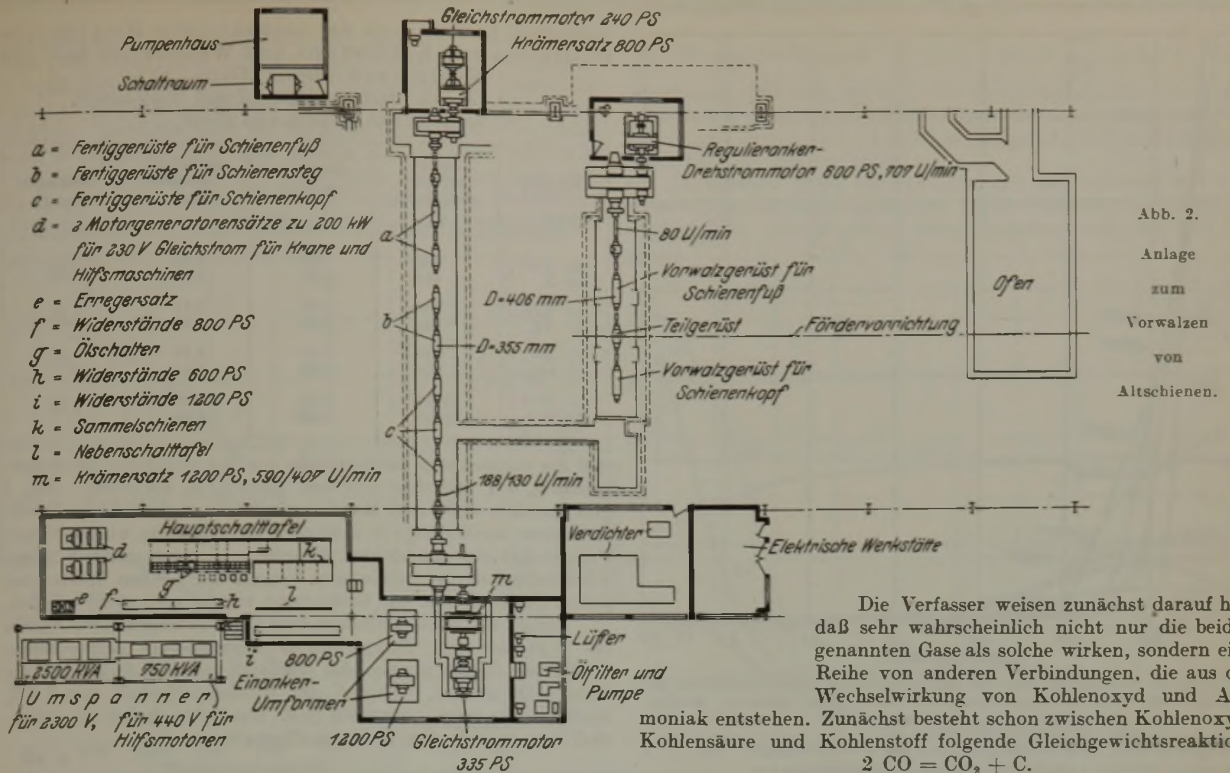 Gleichstrommotor 240 PS
Krämersatz 800 PS
Pumpenhaus
Schaltraum
a = Fertiggerüste für Schienenfuß
b = Fertiggerüste für Schienensteg
c = Fertiggerüste für Schienenkopf
d = 2 Motorgeneratorensätze zu 200 kW
für 230 V Gleichstrom für Krane und
Hilfsmaschinen
e = Erregersatz
f = Widerstände 800 PS
g = Ölschalter
h = Widerstände 600 PS
i = Widerstände 1200 PS
k = Sammelschienen
l = Nebenschalttafel
m = Krämersatz 1200 PS, 590/407 U/min
Regulieranker-
Drehstrommotor 600 PS, 107 U/min
a
80 U/min
Vorwalzgerüst für
Schienenfuß
D=406 mm
b
Teilgerüst
Fördervorrichtung
D=355 mm
Vorwalzgerüst für
Schienenkopf
c
188/130 U/min
Ofen
Abb. 2.
Anlage
zum
Vorwalzen
von
Altschienen.
Hauptschalttafel
d
k
g
e
f
h
l
m
i
Verdichter
Elektrische Werkstätte
2500 KVA
750 KVA
Umspanner
für 2300 V, für 440 V für
Hilfsmotoren
800 PS
Einanker-
Umformer
1200 PS
Gleichstrommotor
335 PS
Lüfter
Ölfilter und
Pumpe
Die Verfasser weisen zunächst darauf h
daß sehr wahrscheinlich nicht nur die beid
genannten Gase als solche wirken, sondern ei
Reihe von anderen Verbindungen, die aus d
Wechselwirkung von Kohlenoxyd und A
moniak entstehen. Zunächst besteht schon zwischen Kohlenoxy
Kohlensäure und Kohlenstoff folgende Gleichgewichtsreaktio
2 CO = CO₂ + C.